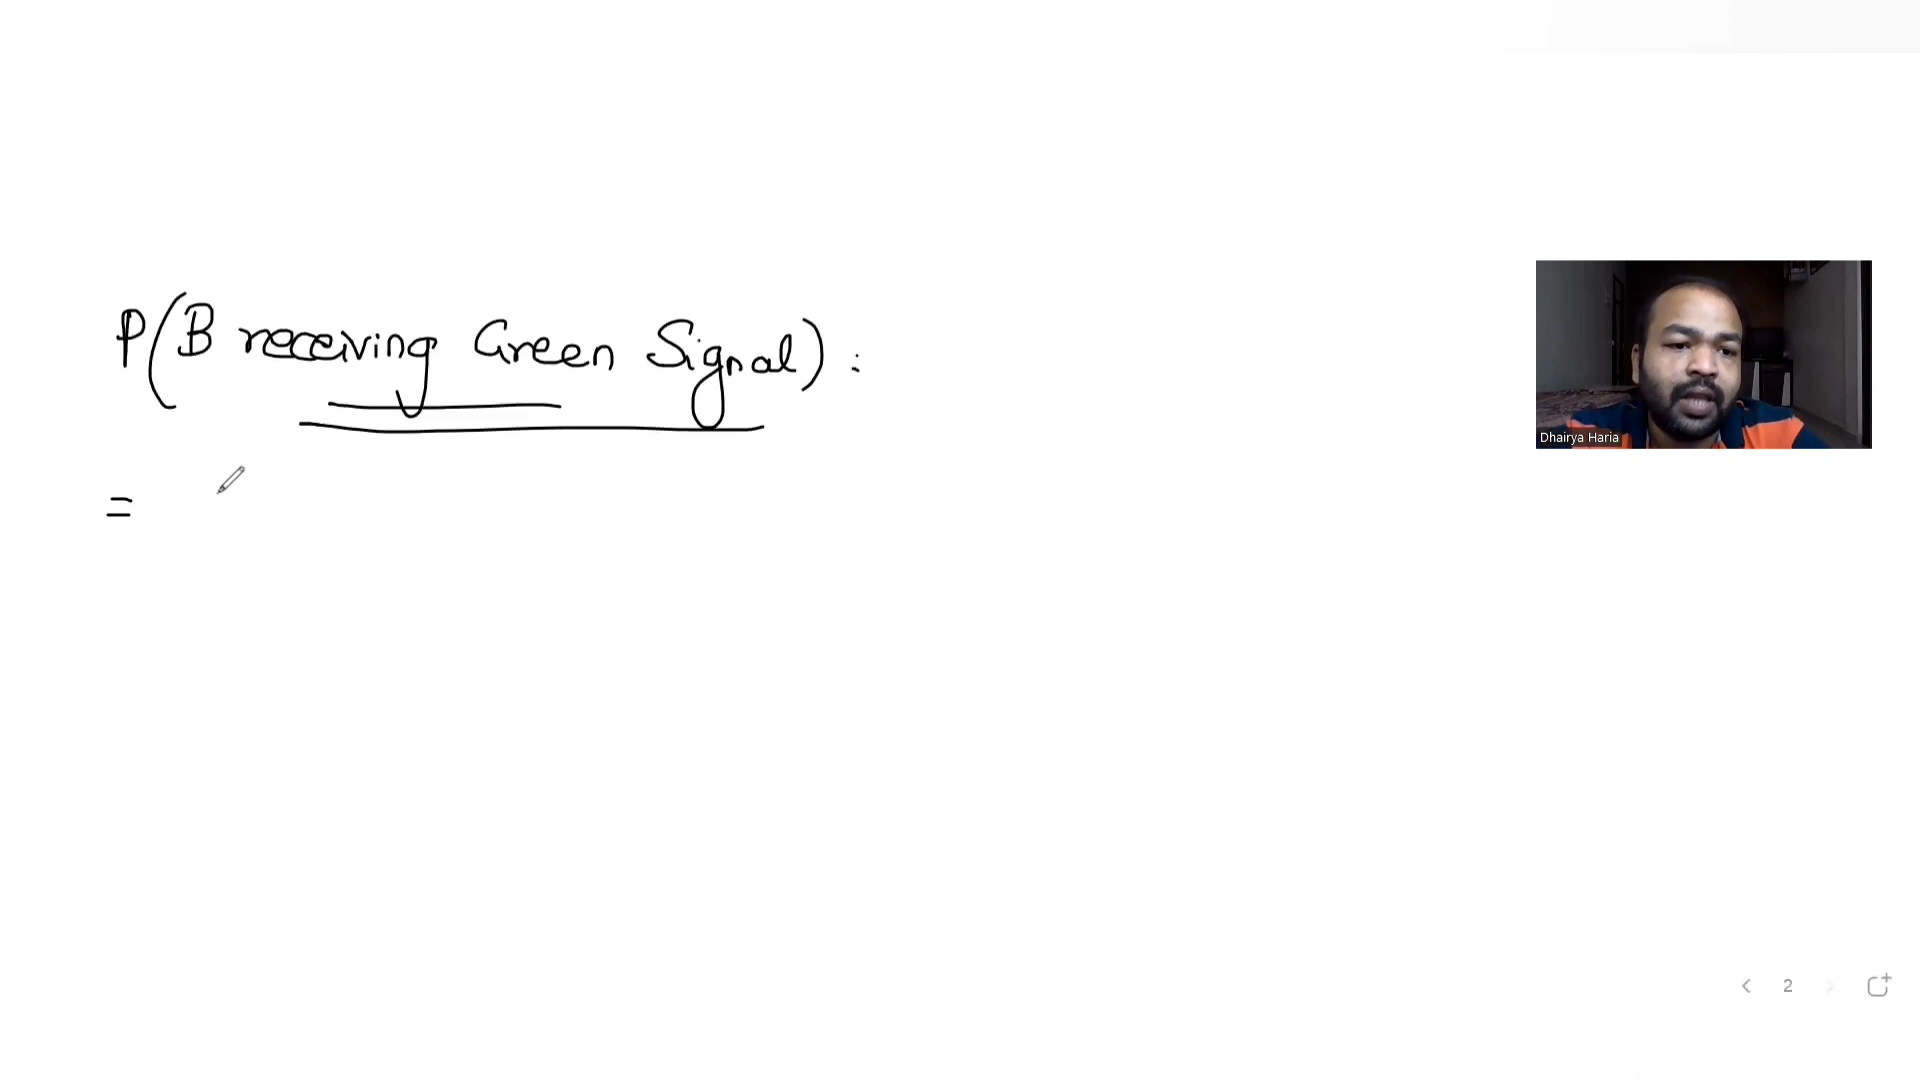 P(B receiving Green Signal) :
=
Dhairya Haria
2